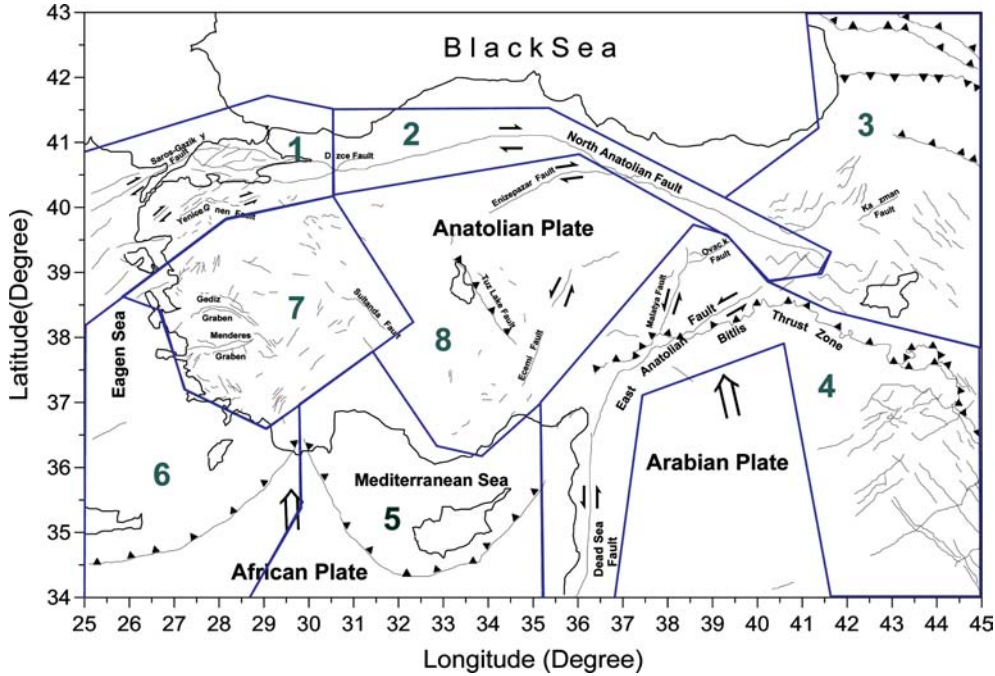 43
42
41
40
39
38
37
36
35
34
Latitude(Degree)
Black Sea
1
2
3
Saros-Gazik y
Fault
D zce Fault
North Anatolian Fault
Yenice G nen Fault
Enizepazar Fault
Ka zman
Fault
Anatolian Plate
Ovacık
Fault
Malatya Fault
Gediz
Graben
Menderes
Graben
7
Sultanda Fault
Tuz Lake Fault
8
Ecemi Fault
East Anatolian Fault
Bitlis Thrust Zone
4
Eagen Sea
6
Mediterranean Sea
5
Arabian Plate
African Plate
Dead Sea
Fault
25 26 27 28 29 30 31 32 33 34 35 36 37 38 39 40 41 42 43 44 45
Longitude (Degree)